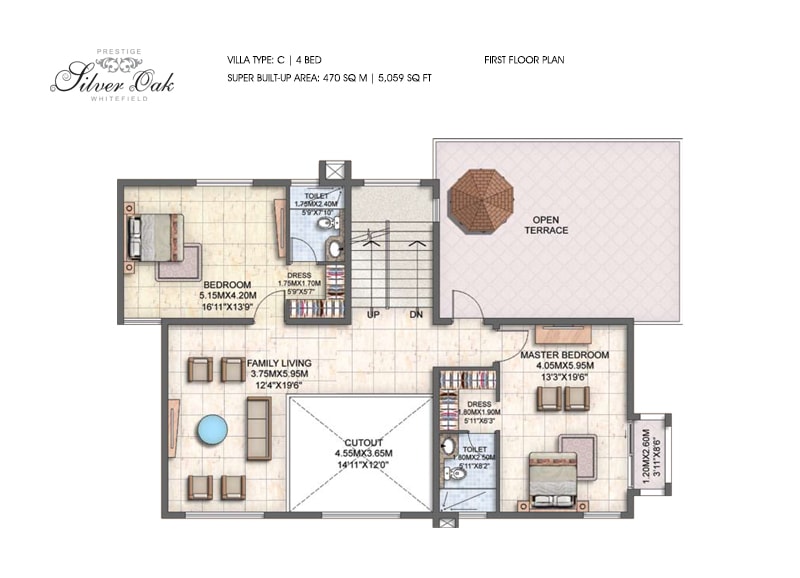 PRESTIGE
Silver Oak
WHITEFIELD
VILLA TYPE: C | 4 BED
SUPER BUILT-UP AREA: 470 SQ M | 5,059 SQ FT
FIRST FLOOR PLAN
TOILET
1.75MX2.40M
5'9"X7'10"
OPEN
TERRACE
BEDROOM
5.15MX4.20M
16'11"X13'9"
DRESS
1.75MX1.70M
5'9"X5'7"
UP
DN
FAMILY LIVING
3.75MX5.95M
12'4"X19'6"
MASTER BEDROOM
4.05MX5.95M
13'3"X19'6"
DRESS
1.80MX1.90M
5'11"X6'3"
CUTOUT
4.55MX3.65M
14'11"X12'0"
TOILET
1.80MX2.50M
5'11"X8'2"
1.20MX2.60M
3'11"X8'6"